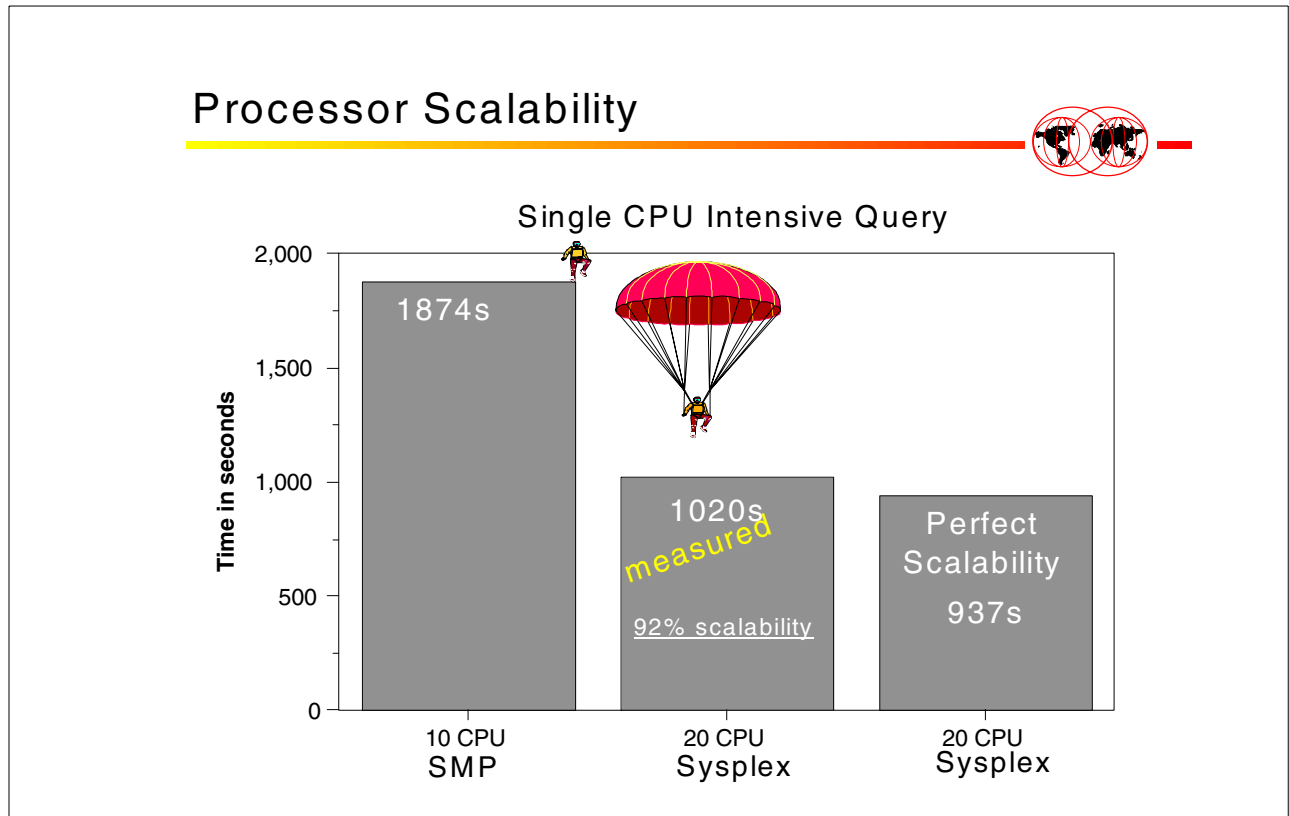 Processor Scalability
Single CPU Intensive Query
Time in seconds
2,000
1,500
1,000
500
0
1874s
1020s
measured
92% scalability
Perfect
Scalability
937s
10 CPU
SMP
20 CPU
Sysplex
20 CPU
Sysplex